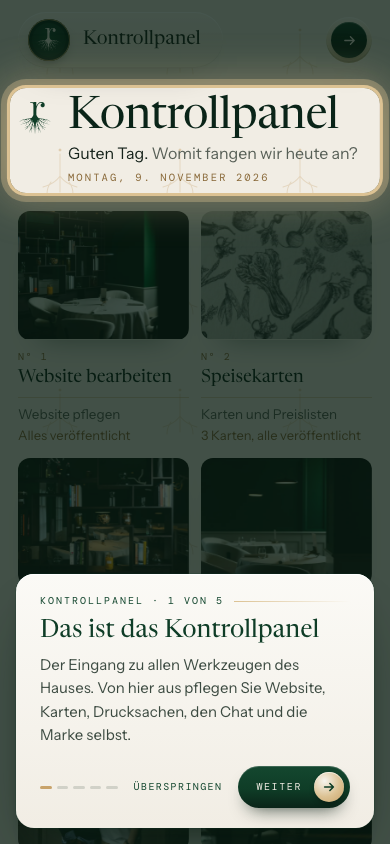 Kontrollpanel
r Kontrollpanel
Guten Tag. Womit fangen wir heute an?
MONTAG, 9. NOVEMBER 2026
N° 1
Website bearbeiten
Website pflegen
Alles veröffentlicht
N° 2
Speisekarten
Karten und Preislisten
3 Karten, alle veröffentlicht
KONTROLLPANEL · 1 VON 5
Das ist das Kontrollpanel
Der Eingang zu allen Werkzeugen des
Hauses. Von hier aus pflegen Sie Website,
Karten, Drucksachen, den Chat und die
Marke selbst.
ÜBERSPRINGEN
WEITER